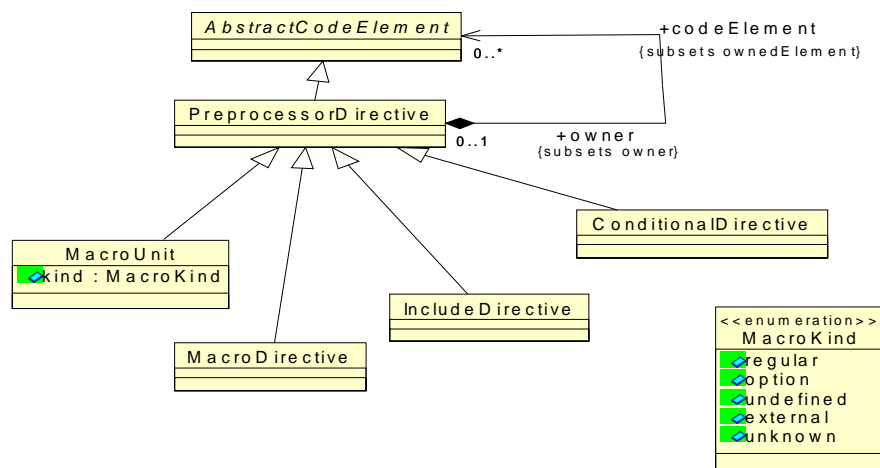 AbstractCodeElement
+codeElement
0..*
{subsets ownedElement}
PreprocessorDirective
0..1
+owner
{subsets owner}
ConditionalDirective
MacroUnit
kind : MacroKind
IncludeDirective
MacroDirective
<<enumeration>>
MacroKind
regular
option
undefined
external
unknown